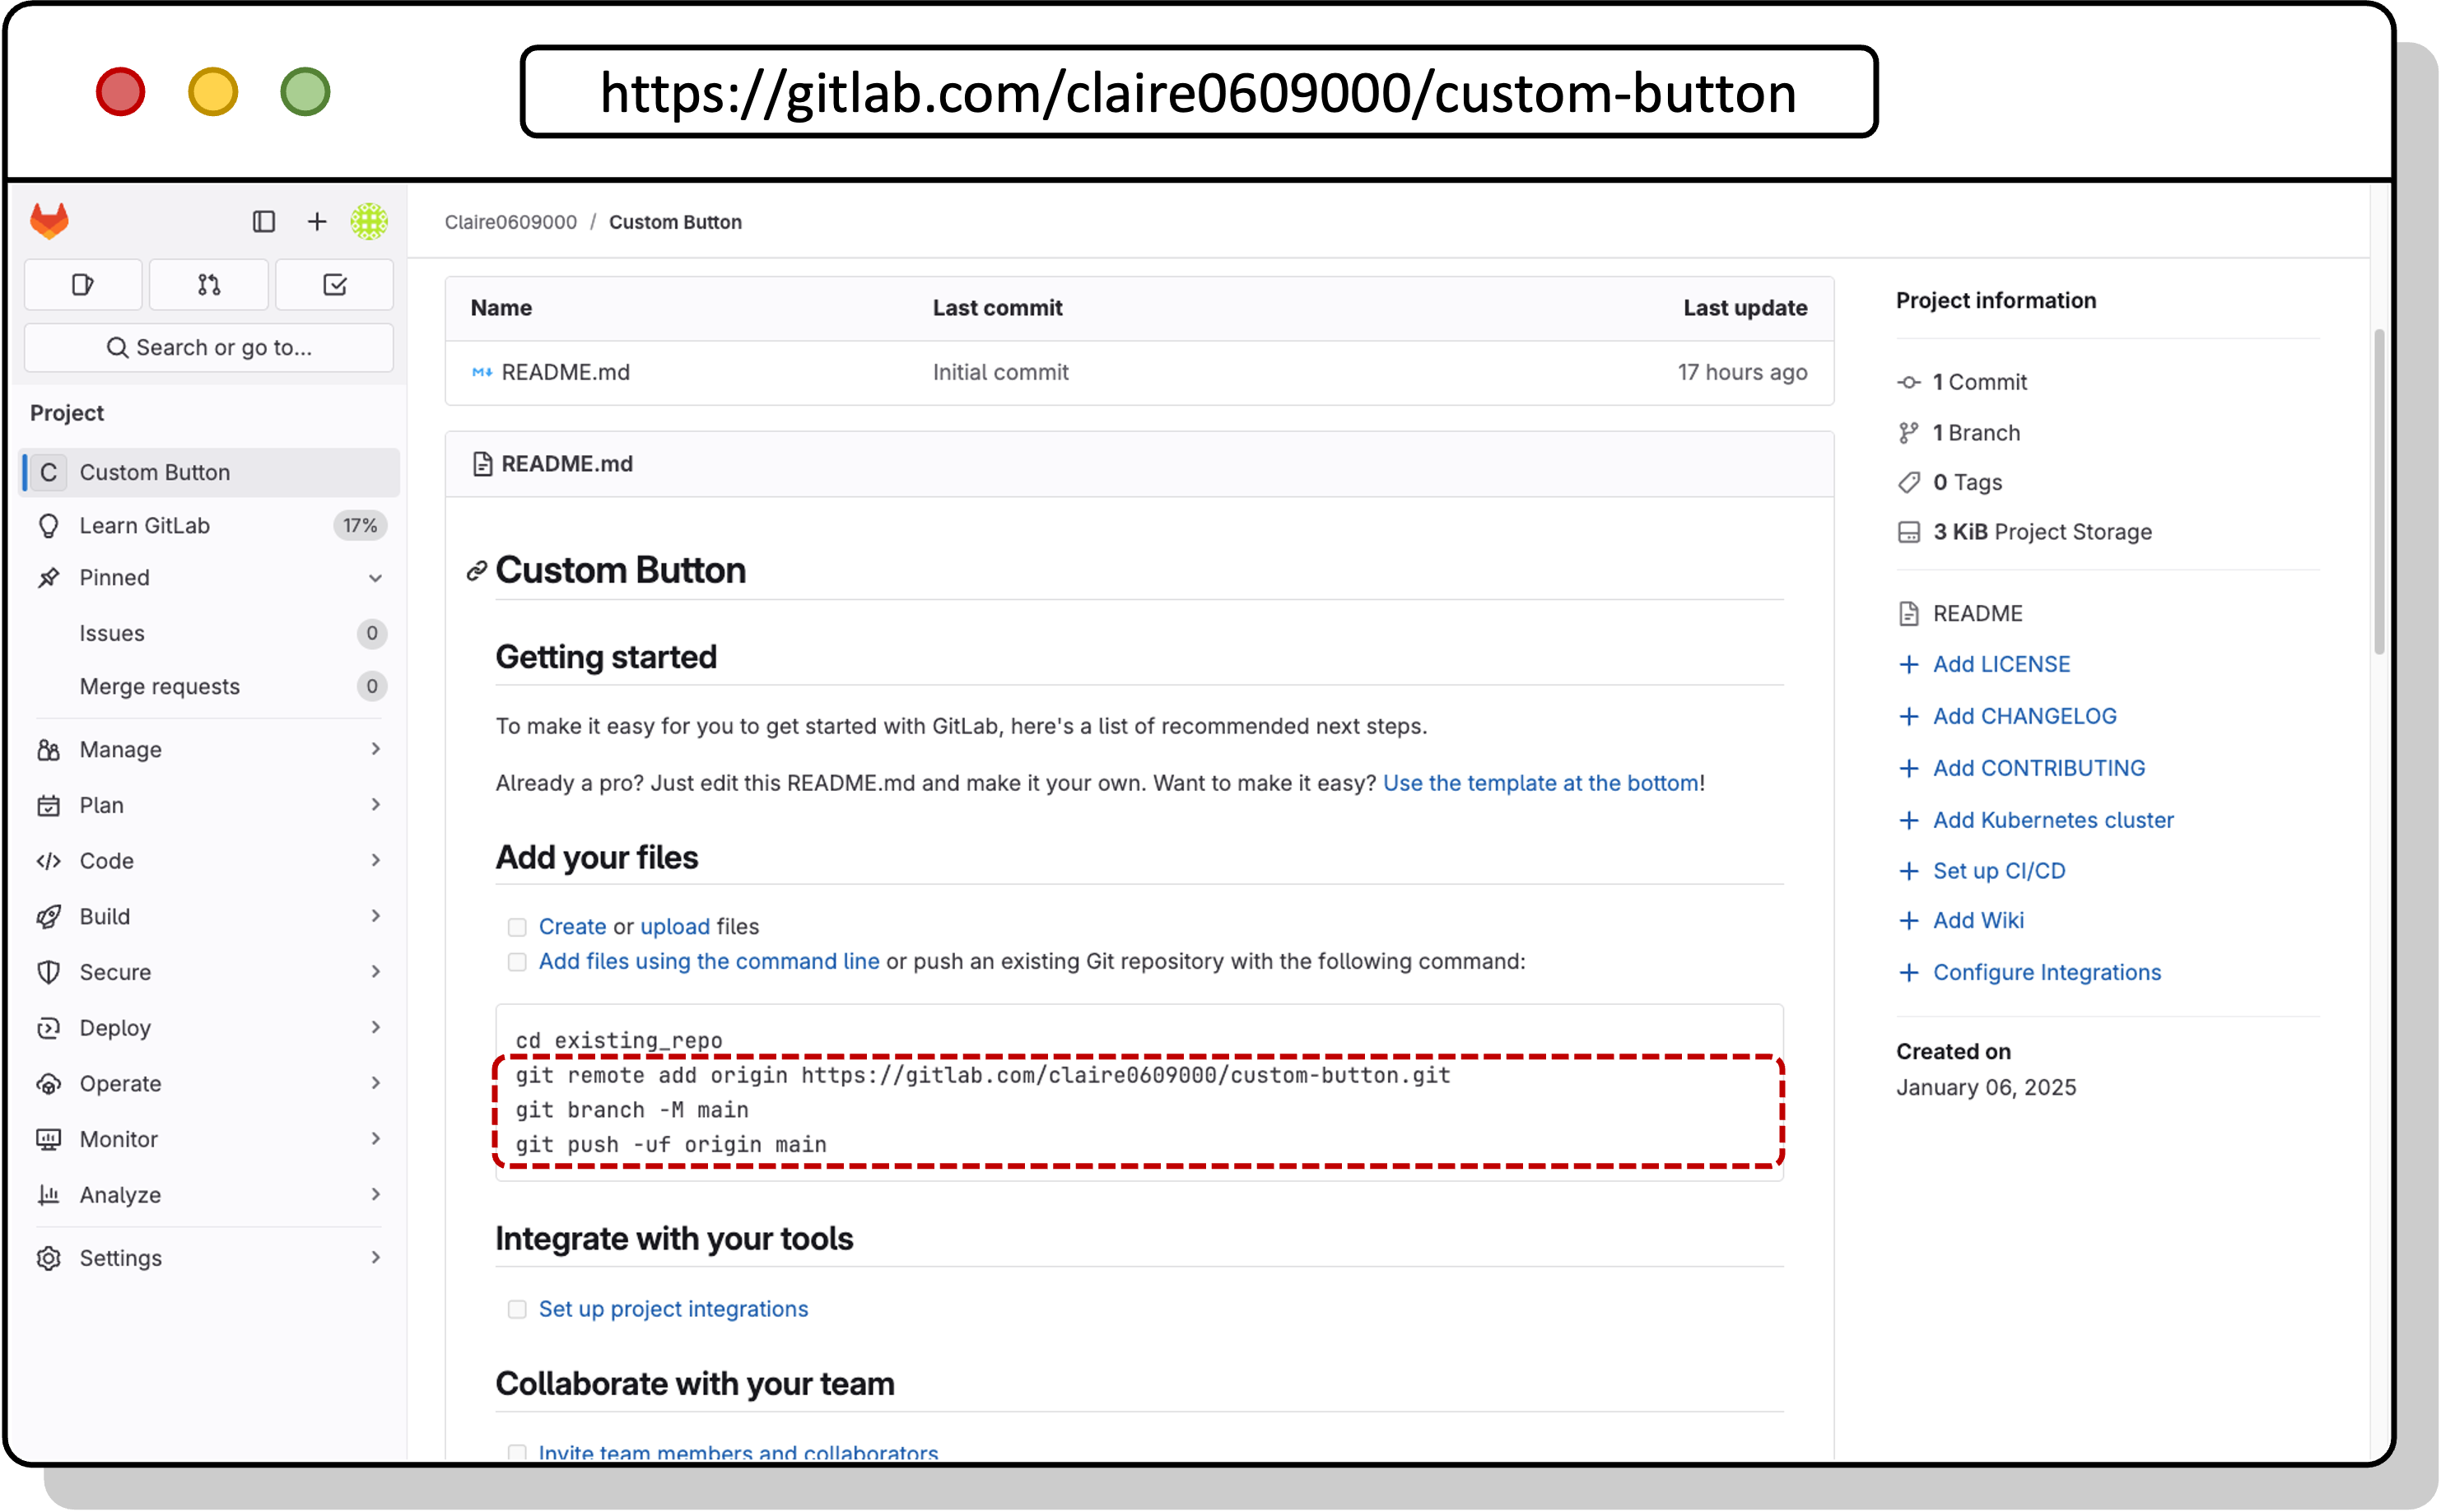 https://gitlab.com/claire0609000/custom-button
Search or go to...
Project
C Custom Button
Learn GitLab 17%
Pinned
Issues 0
Merge requests 0
Manage
Plan
Code
Build
Secure
Deploy
Operate
Monitor
Analyze
Settings
Claire0609000 / Custom Button
Name Last commit Last update
README.md Initial commit 17 hours ago
README.md
Custom Button
Getting started
To make it easy for you to get started with GitLab, here's a list of recommended next steps.
Already a pro? Just edit this README.md and make it your own. Want to make it easy? Use the template at the bottom!
Add your files
Create or upload files
Add files using the command line or push an existing Git repository with the following command:
cd existing_repo
git remote add origin https://gitlab.com/claire0609000/custom-button.git
git branch -M main
git push -uf origin main
Integrate with your tools
Set up project integrations
Collaborate with your team
Invite team members and collaborators
Project information
1 Commit
1 Branch
0 Tags
3 KiB Project Storage
README
+ Add LICENSE
+ Add CHANGELOG
+ Add CONTRIBUTING
+ Add Kubernetes cluster
+ Set up CI/CD
+ Add Wiki
+ Configure Integrations
Created on
January 06, 2025